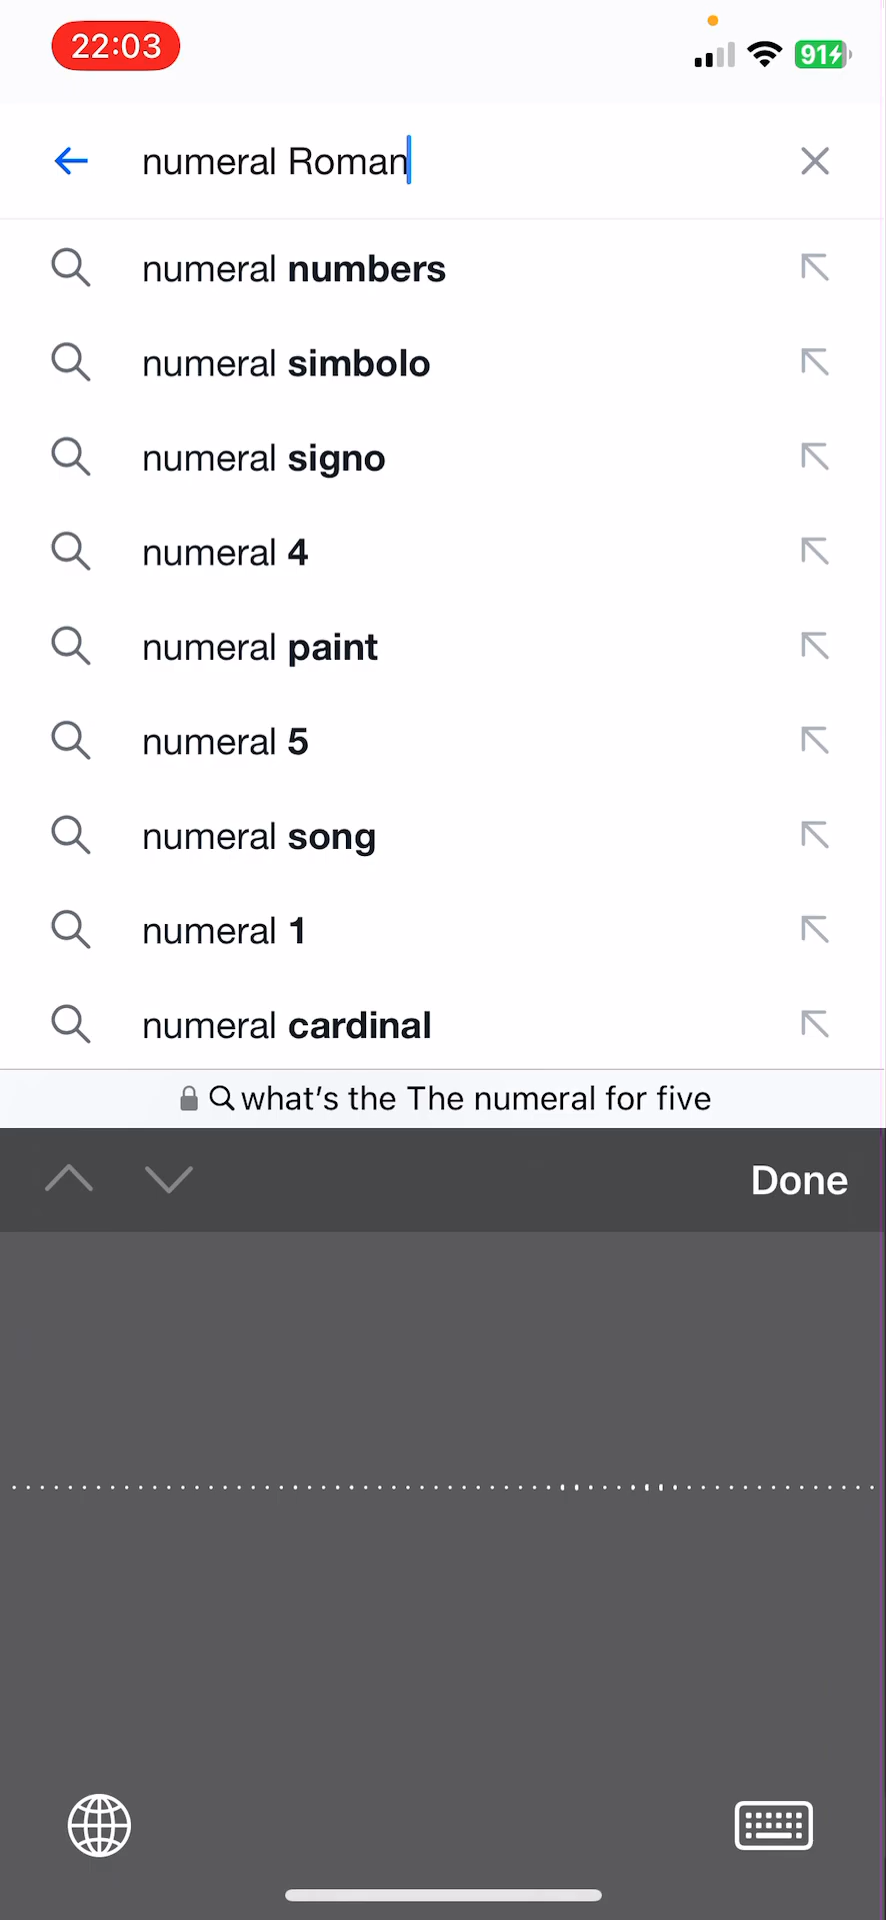 22:03
91
numeral Roman
numeral numbers
numeral simbolo
numeral signo
numeral 4
numeral paint
numeral 5
numeral song
numeral 1
numeral cardinal
what's the The numeral for five
Done